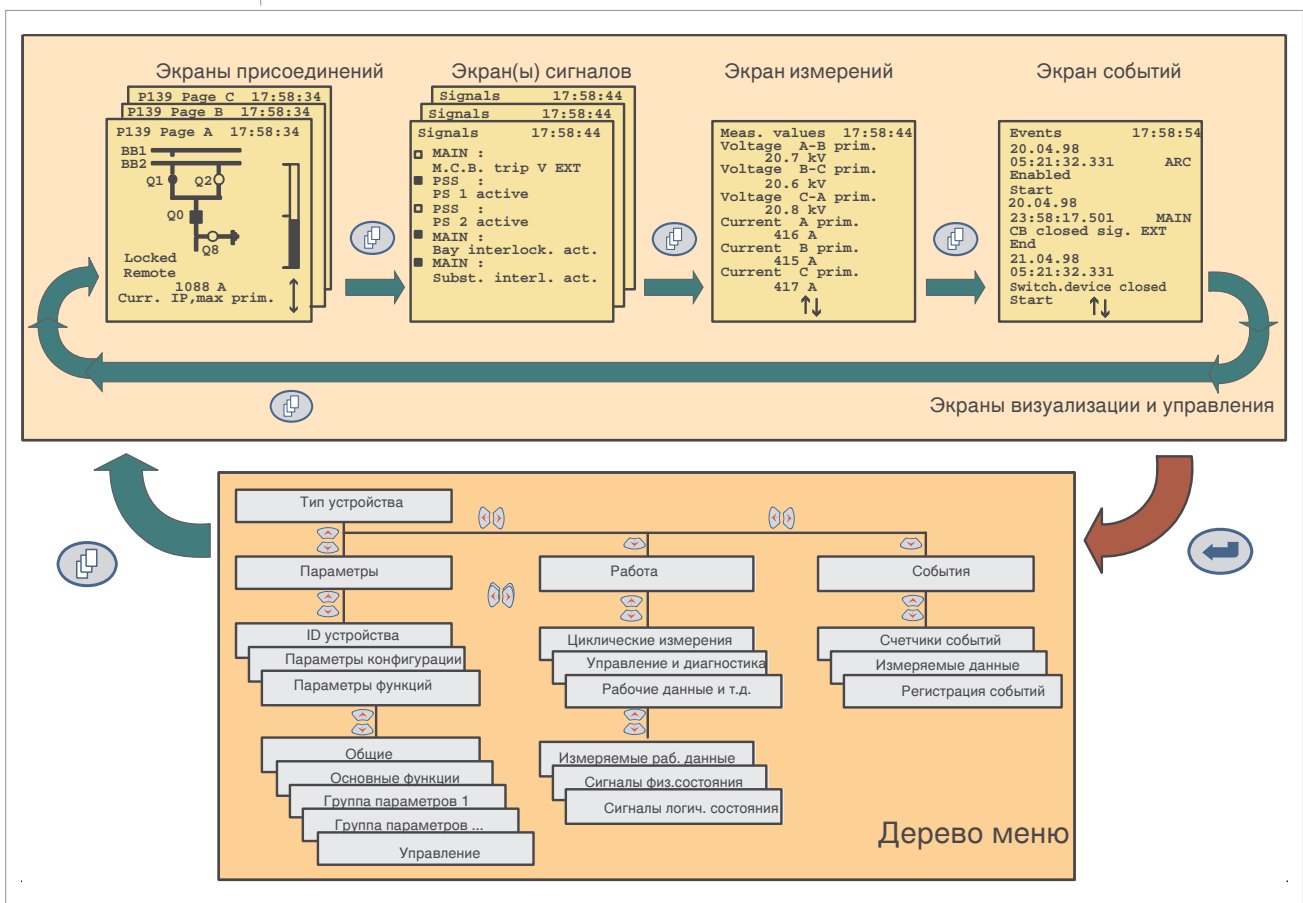 Экраны присоединений
Экран(ы) сигналов
Экран измерений
Экран событий
P139 Page C 17:58:34
P139 Page B 17:58:34
P139 Page A 17:58:34
BB1
BB2
Q1
Q2
Q0
Q8
Locked
Remote
1088 A
Curr. IP,max prim.
Signals 17:58:44
Signals 17:58:44
Signals 17:58:44
MAIN :
M.C.B. trip V EXT
PSS :
PS 1 active
PSS :
PS 2 active
MAIN :
Bay interlock. act.
MAIN :
Subst. interl. act.
Meas. values 17:58:44
Voltage A-B prim.
20.7 kV
Voltage B-C prim.
20.6 kV
Voltage C-A prim.
20.8 kV
Current A prim.
416 A
Current B prim.
415 A
Current C prim.
417 A
Events 17:58:54
20.04.98
05:21:32.331 ARC
Enabled
Start
20.04.98
23:58:17.501 MAIN
CB closed sig. EXT
End
21.04.98
05:21:32.331
Switch.device closed
Start
Экраны визуализации и управления
Тип устройства
Параметры
Работа
События
ID устройства
Параметры конфигурации
Параметры функций
Циклические измерения
Управление и диагностика
Рабочие данные и т.д.
Счетчики событий
Измеряемые данные
Регистрация событий
Общие
Основные функции
Группа параметров 1
Группа параметров ...
Управление
Измеряемые раб. данные
Сигналы физ.состояния
Сигналы логич. состояния
Дерево меню